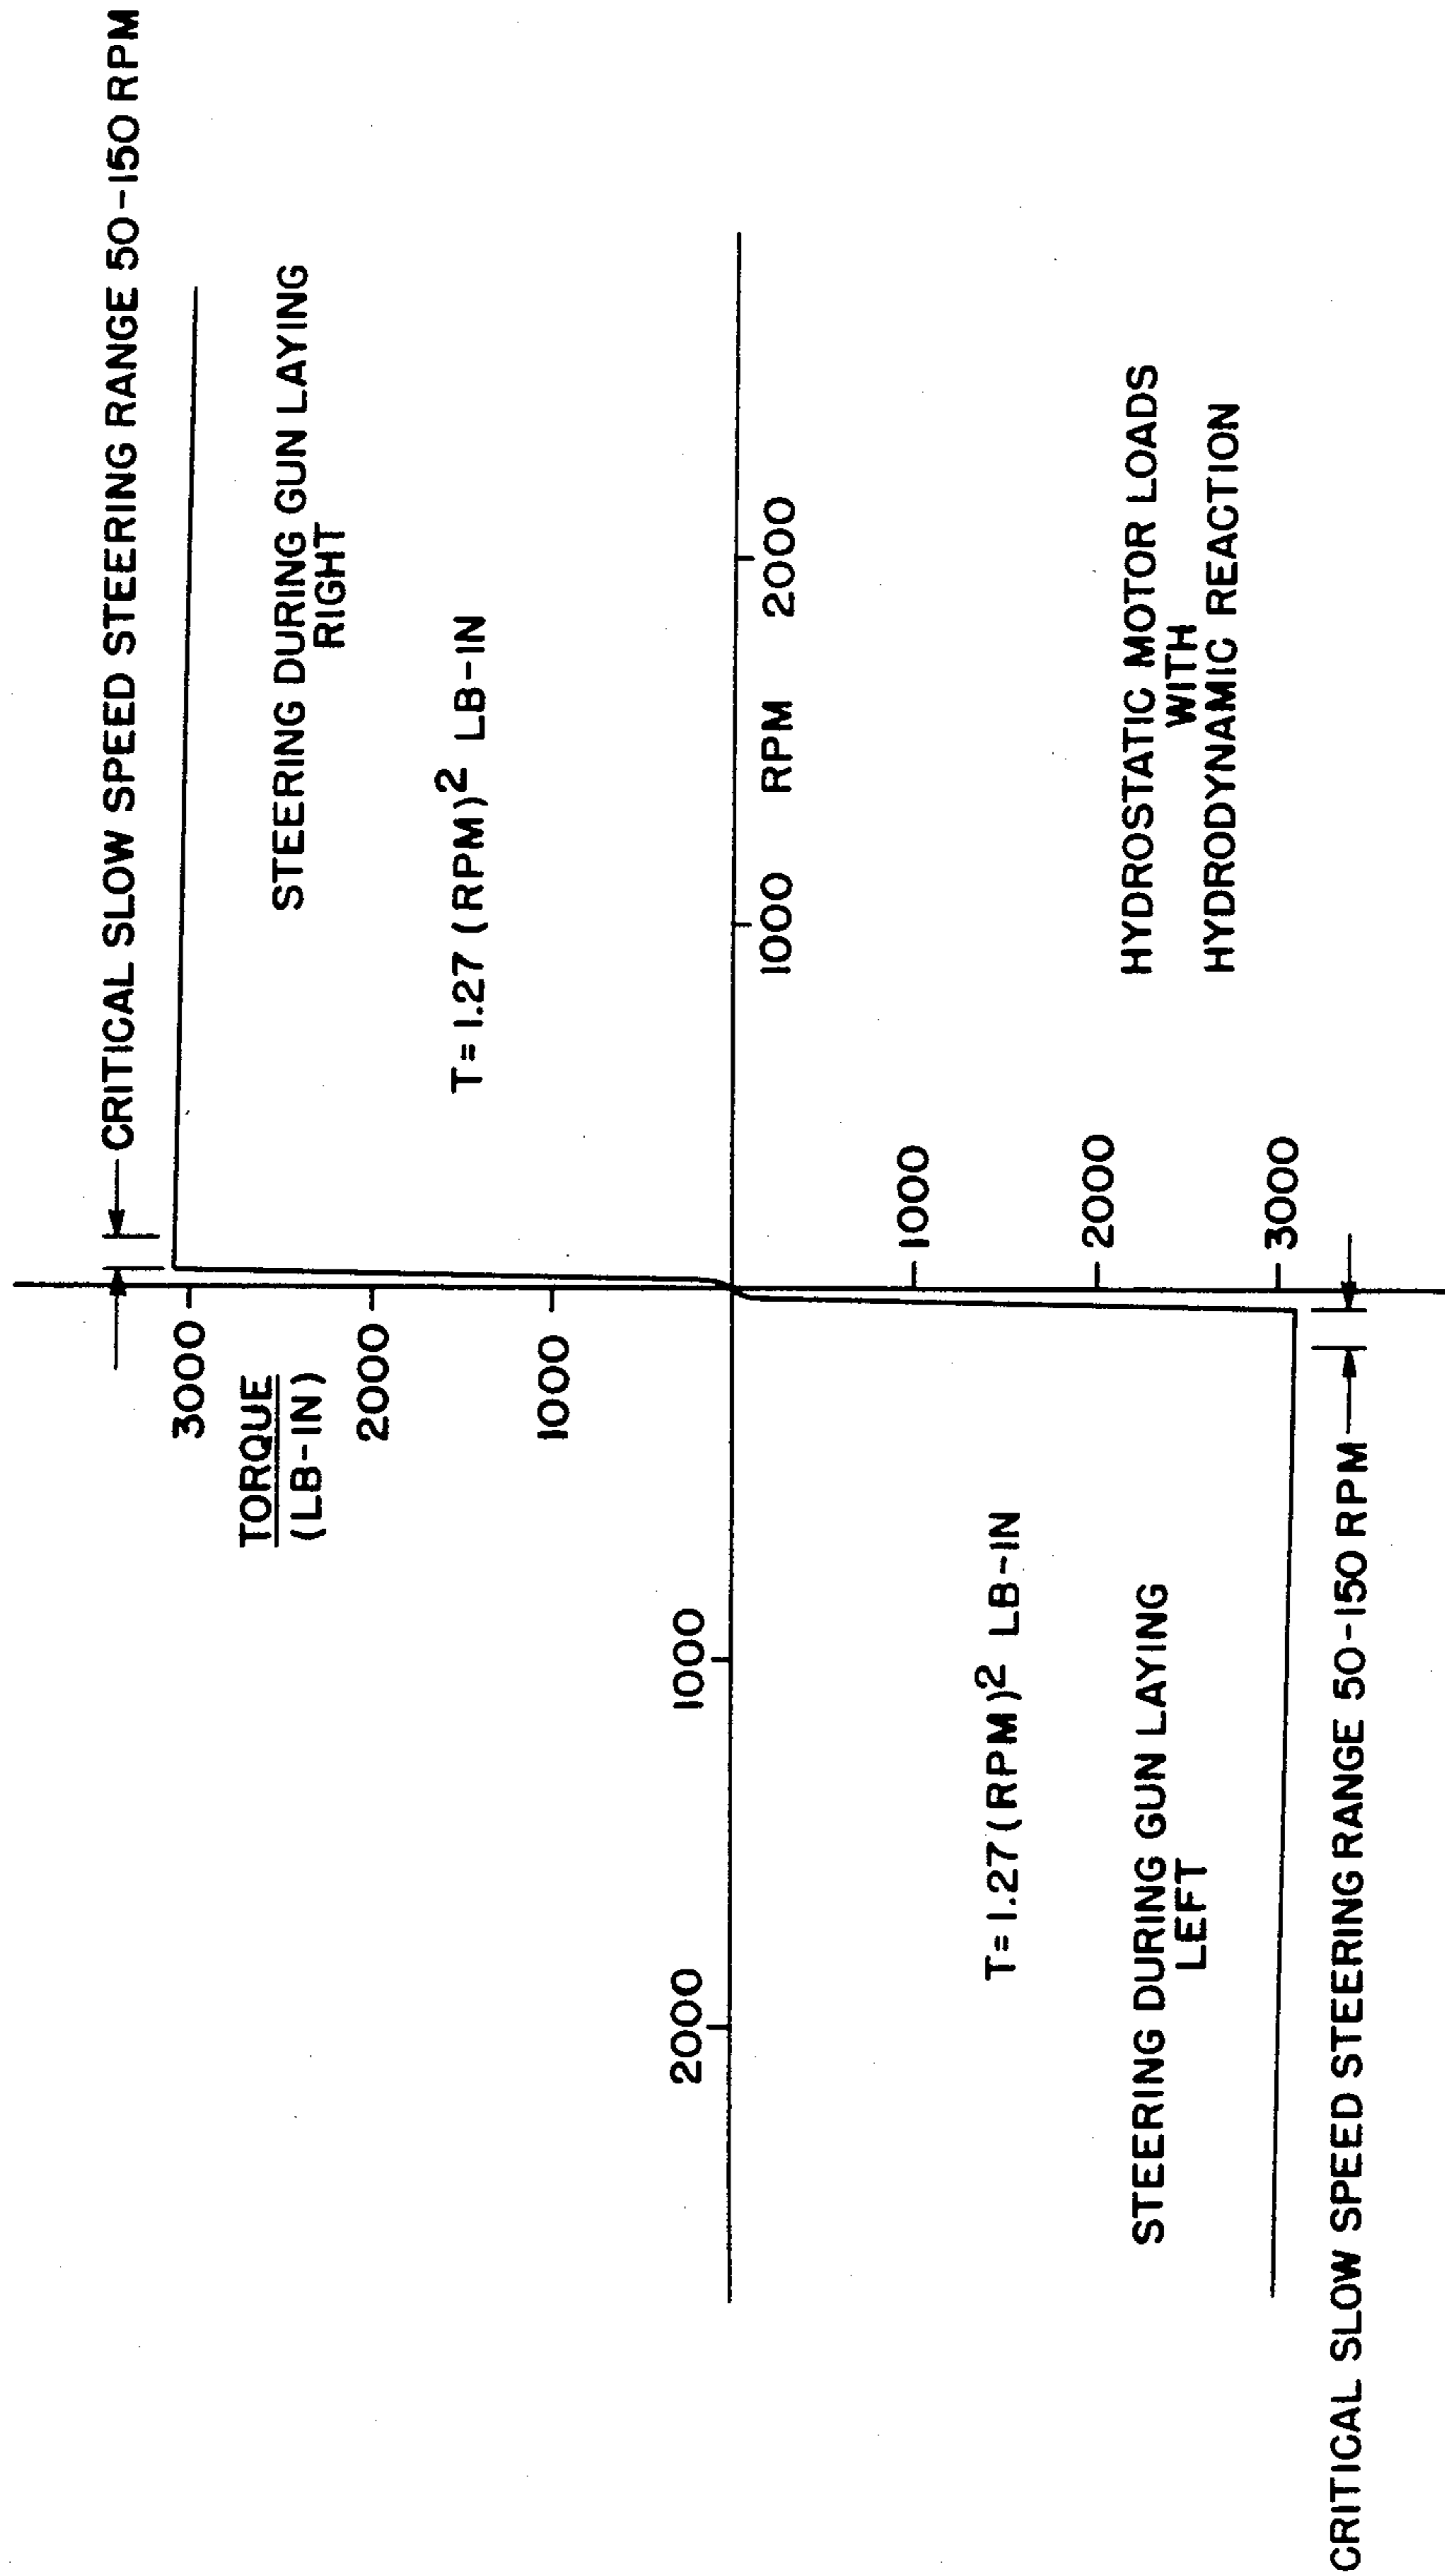 CRITICAL SLOW SPEED STEERING RANGE 50-150 RPM
3000
TORQUE
(LB-IN)
2000
1000
STEERING DURING GUN LAYING
RIGHT
T = 1.27 (RPM)² LB-IN
2000
1000
1000
RPM
2000
1000
2000
3000
T = 1.27 (RPM)² LB-IN
STEERING DURING GUN LAYING
LEFT
HYDROSTATIC MOTOR LOADS
WITH
HYDRODYNAMIC REACTION
CRITICAL SLOW SPEED STEERING RANGE 50-150 RPM